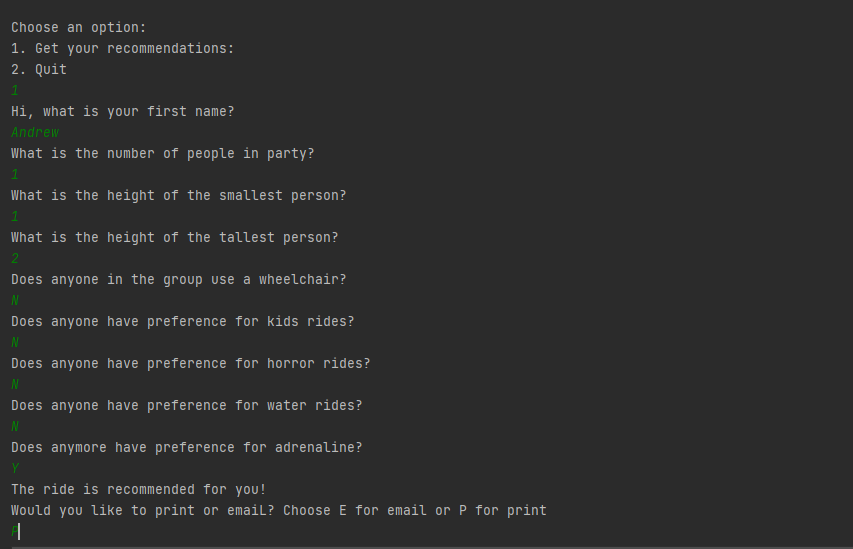 Choose an option:
1. Get your recommendations:
2. Quit
1
Hi, what is your first name?
Andrew
What is the number of people in party?
1
What is the height of the smallest person?
1
What is the height of the tallest person?
2
Does anyone in the group use a wheelchair?
N
Does anyone have preference for kids rides?
N
Does anyone have preference for horror rides?
N
Does anyone have preference for water rides?
N
Does anymore have preference for adrenaline?
Y
The ride is recommended for you!
Would you like to print or emaiL? Choose E for email or P for print
P